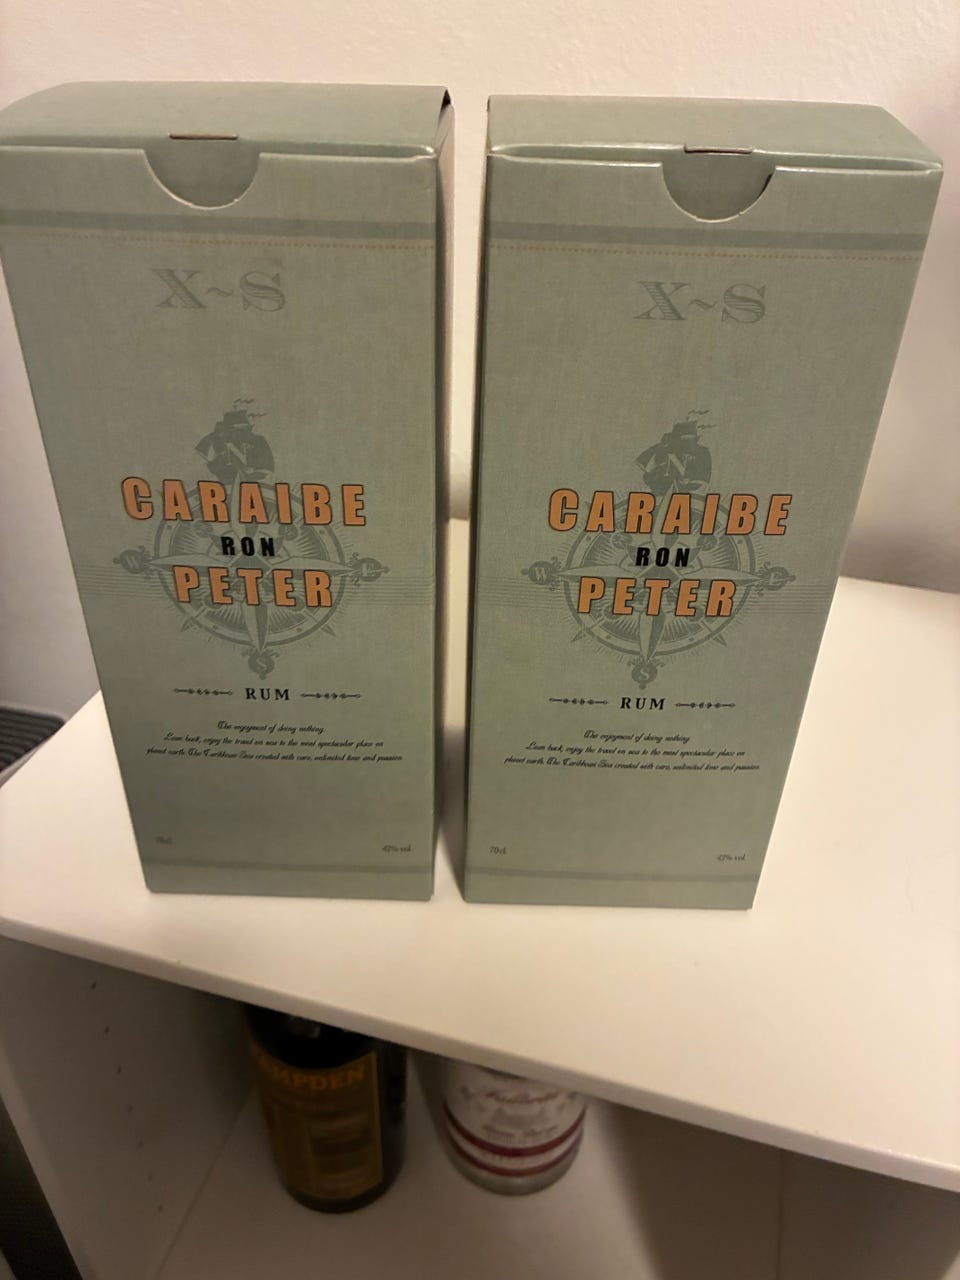 X~S
N
CARAIBE
RON
PETER
W
E
S
RUM
The enjoyment of doing nothing.
Lean back, enjoy the travel on sea to the most spectacular place on
planet earth. The Caribbean Sea created with care, unlimited time and passion.
70cl
42% vol
X~S
N
CARAIBE
RON
PETER
W
E
S
RUM
The enjoyment of doing nothing.
Lean back, enjoy the travel on sea to the most spectacular place on
planet earth. The Caribbean Sea created with care, unlimited time and passion.
70cl
42% vol
MPDEN